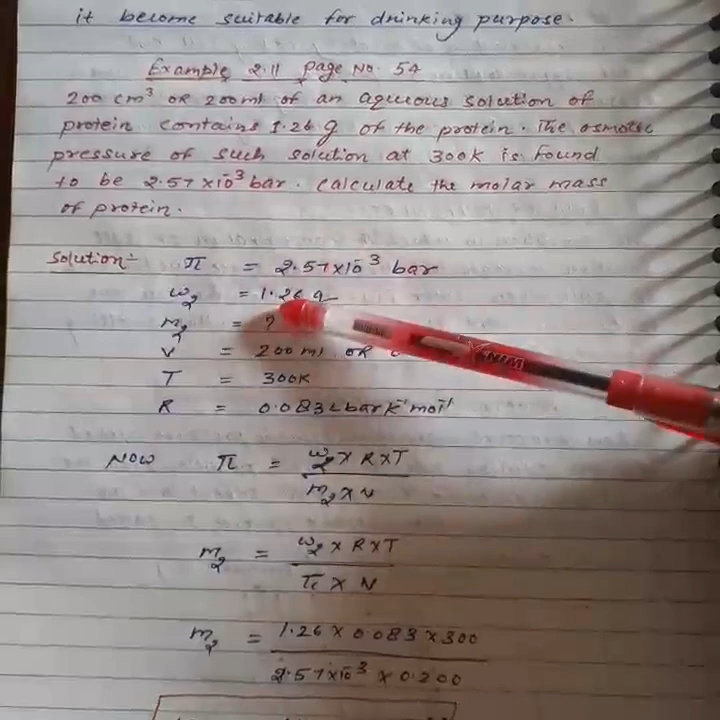 it become suitable for drinking purpose.
Example 2.11 page No. 54
200 cm³ OR 200ml of an aqueous solution of
protein contains 1.26 g of the protein. The osmotic
pressure of such solution at 300K is found
to be 2.57 x 10⁻³ bar. calculate the molar mass
of protein.
Solution:- π = 2.57x10⁻³ bar
w₂ = 1.26 g
m₂ = ?
V = 200 ml OR
T = 300K
R = 0.083 L bar K⁻¹ mol⁻¹
NOW π = w₂ x R x T
m₂ x V
m₂ = w₂ x R x T
π x V
m₂ = 1.26 x 0.083 x 300
2.57x10⁻³ x 0.200